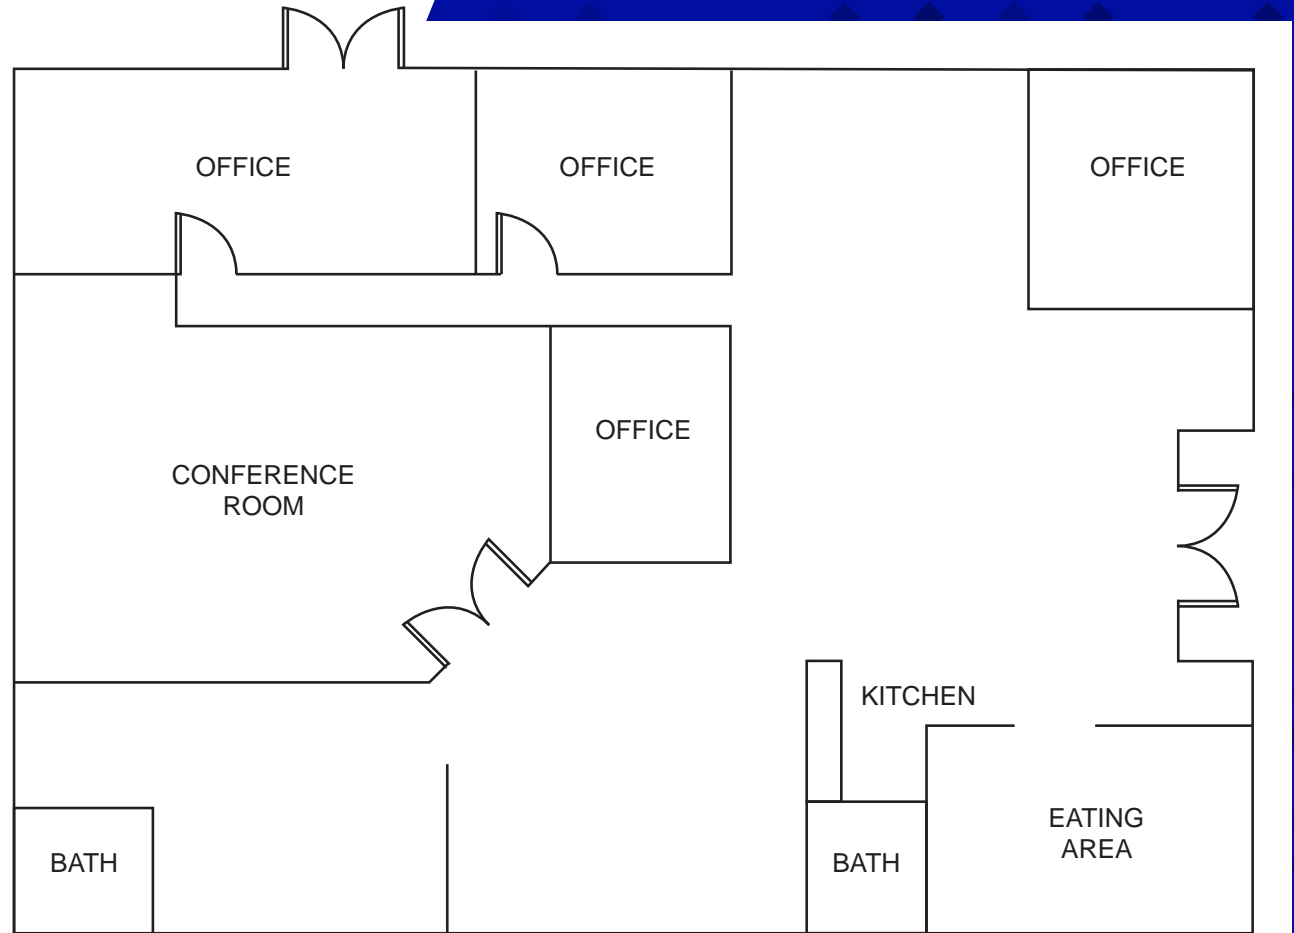 OFFICE
OFFICE
OFFICE
OFFICE
CONFERENCE
ROOM
KITCHEN
EATING
AREA
BATH
BATH